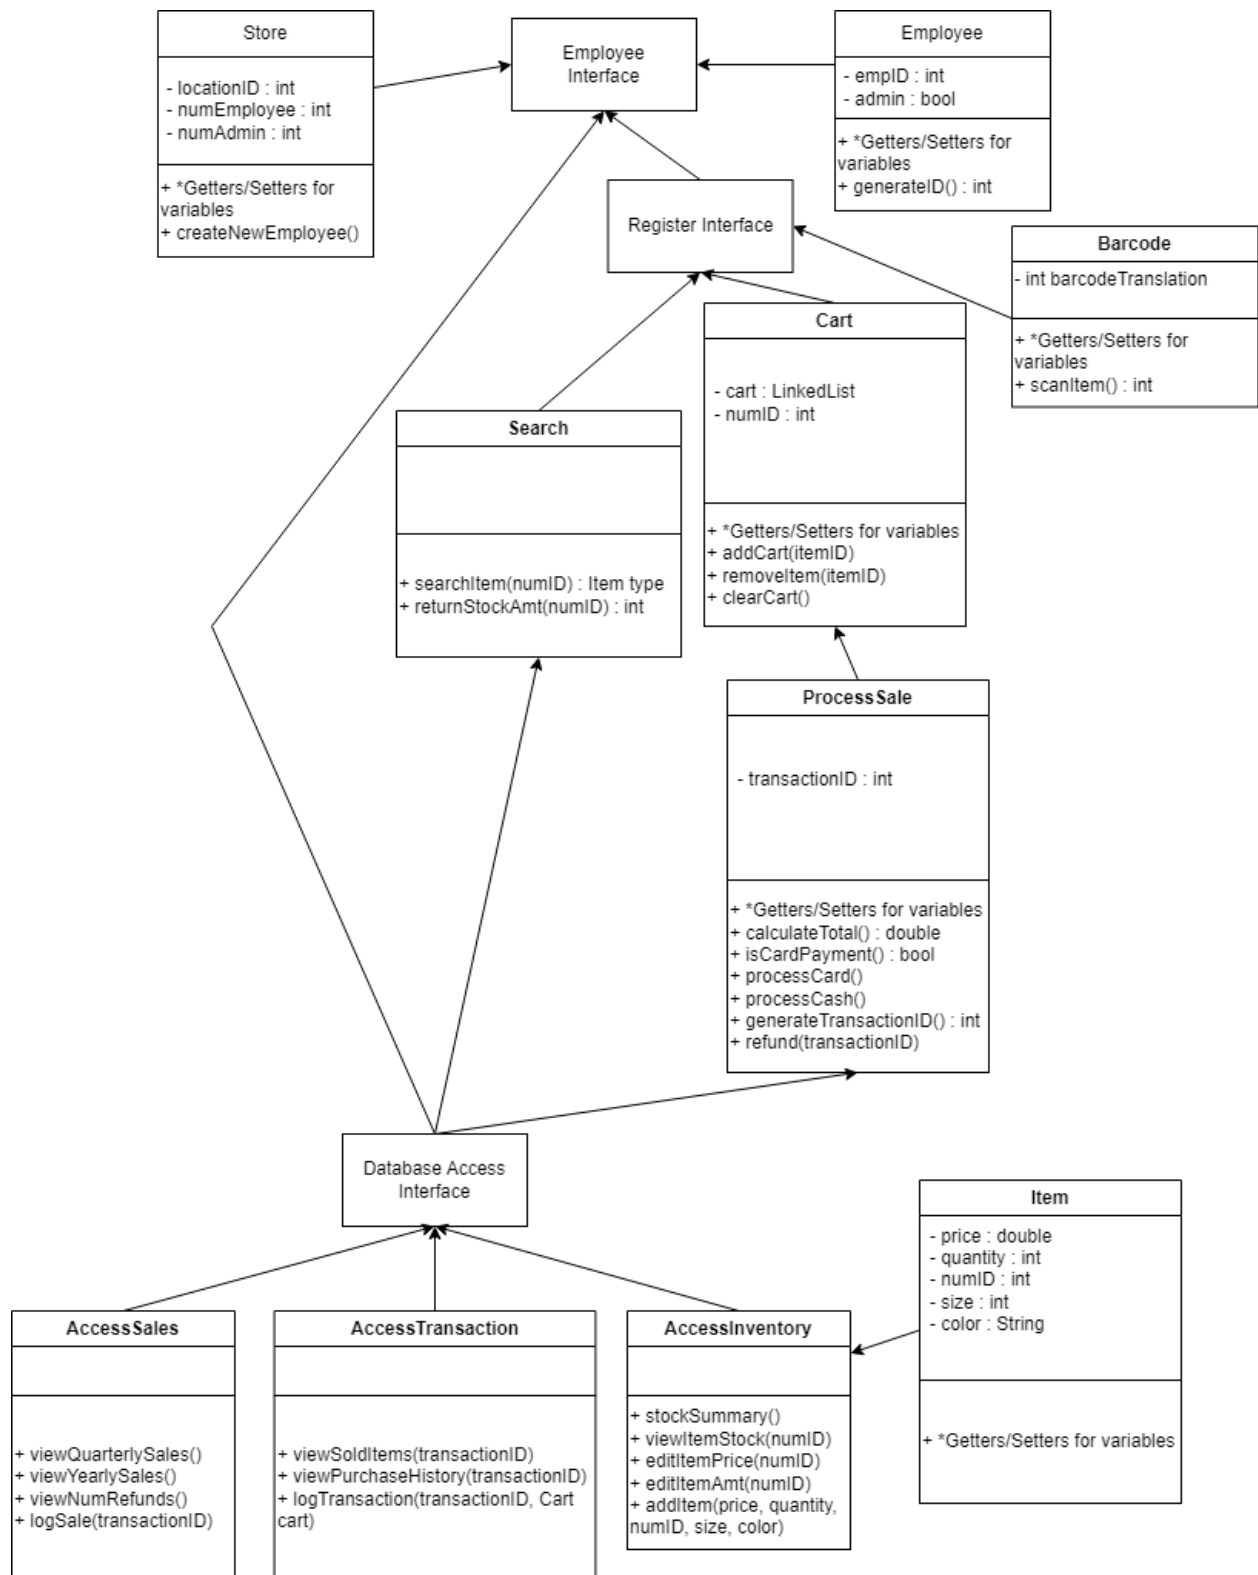 Store
- locationID : int
- numEmployee : int
- numAdmin : int
+ *Getters/Setters for
variables
+ createNewEmployee()
Employee
Interface
Employee
- empID : int
- admin : bool
+ *Getters/Setters for
variables
+ generateID() : int
Register Interface
Barcode
- int barcodeTranslation
+ *Getters/Setters for
variables
+ scanItem() : int
Cart
- cart : LinkedList
- numID : int
+ *Getters/Setters for variables
+ addCart(itemID)
+ removeItem(itemID)
+ clearCart()
Search
+ searchItem(numID) : Item type
+ returnStockAmt(numID) : int
ProcessSale
- transactionID : int
+ *Getters/Setters for variables
+ calculateTotal() : double
+ isCardPayment() : bool
+ processCard()
+ processCash()
+ generateTransactionID() : int
+ refund(transactionID)
Database Access
Interface
Item
- price : double
- quantity : int
- numID : int
- size : int
- color : String
+ *Getters/Setters for variables
AccessSales
+ viewQuarterlySales()
+ viewYearlySales()
+ viewNumRefunds()
+ logSale(transactionID)
AccessTransaction
+ viewSoldItems(transactionID)
+ viewPurchaseHistory(transactionID)
+ logTransaction(transactionID, Cart
cart)
AccessInventory
+ stockSummary()
+ viewItemStock(numID)
+ editItemPrice(numID)
+ editItemAmt(numID)
+ addItem(price, quantity,
numID, size, color)